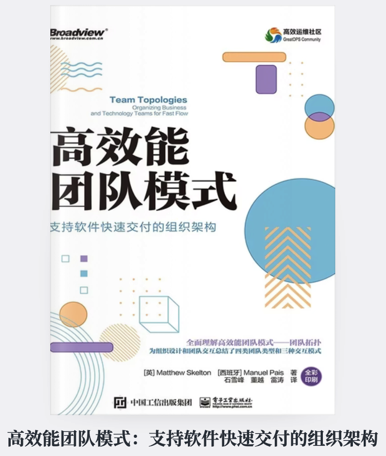 Broadview
www.broadview.com.cn
高效运维社区
GreatOPS Community
Team Topologies
Organizing Business
and Technology Teams for Fast Flow
高效能
团队模式
支持软件快速交付的组织架构
全面理解高效能团队模式——团队拓扑
为组织设计和团队交互总结了四类团队类型和三种交互模式
[英] Matthew Skelton [西班牙] Manuel Pais 著
石雪峰 董越 雷涛 译
全彩
印刷
中国工信出版集团
电子工业出版社
http://www.phei.com.cn
高效能团队模式：支持软件快速交付的组织架构